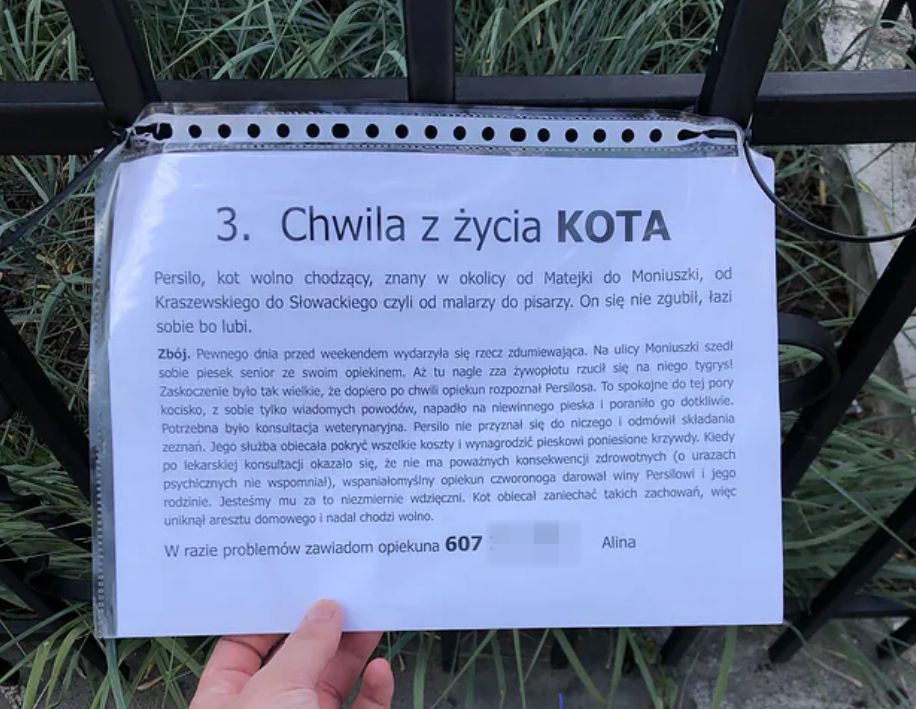 3. Chwila z życia KOTA
Persilo, kot wolno chodzący, znany w okolicy od Matejki do Moniuszki, od
Kraszewskiego do Słowackiego czyli od malarzy do pisarzy. On się nie zgubił, łazi
sobie bo lubi.
Zbój. Pewnego dnia przed weekendem wydarzyła się rzecz zdumiewająca. Na ulicy Moniuszki szedł
sobie piesek senior ze swoim opiekinem. Aż tu nagle zza żywopłotu rzucił się na niego tygrys!
Zaskoczenie było tak wielkie, że dopiero po chwili opiekun rozpoznał Persilosa. To spokojne do tej pory
kocisko, z sobie tylko wiadomych powodów, napadło na niewinnego pieska i poraniło go dotkliwie.
Potrzebna było konsultacja weterynaryjna. Persilo nie przyznał się do niczego i odmówił składania
zeznań. Jego służba obiecała pokryć wszelkie koszty i wynagrodzić pieskowi poniesione krzywdy. Kiedy
po lekarskiej konsultacji okazało się, że nie ma poważnych konsekwencji zdrowotnych (o urazach
psychicznych nie wspomniał), wspaniałomyślny opiekun czworonoga darował winy Persilowi i jego
rodzinie. Jesteśmy mu za to niezmiernie wdzięczni. Kot obiecał zaniechać takich zachowań, więc
uniknął aresztu domowego i nadal chodzi wolno.
W razie problemów zawiadom opiekuna 607 Alina